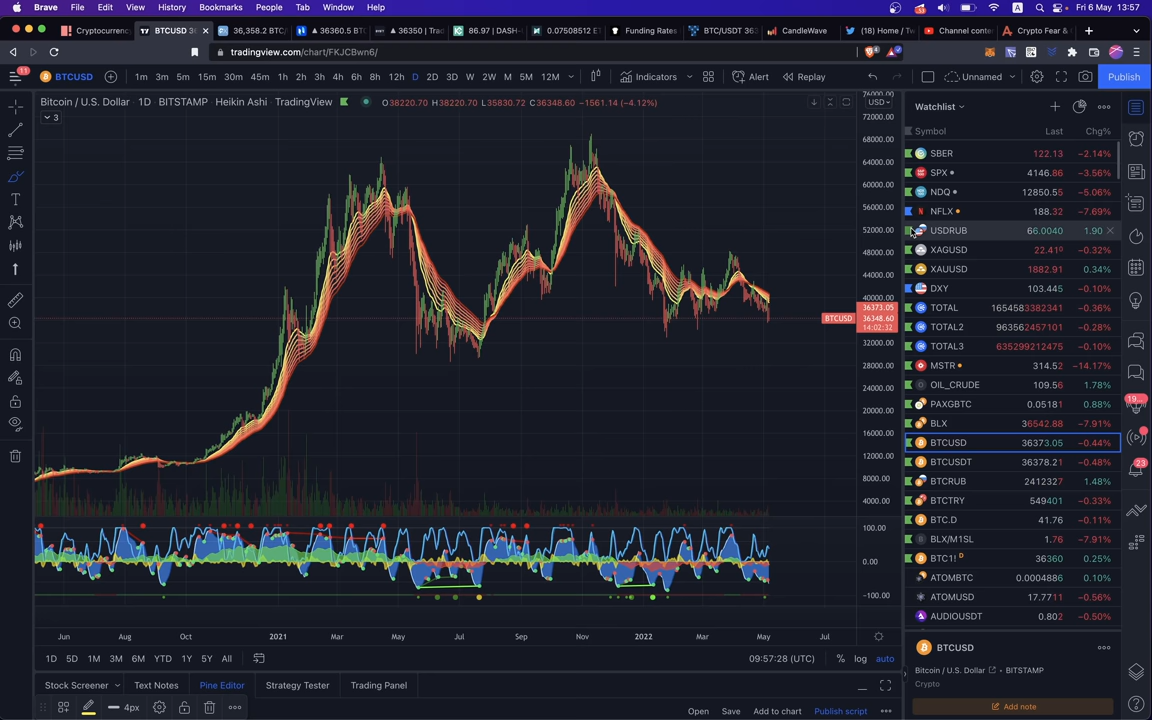 Brave File Edit View History Bookmarks People Tab Window Help A Fri 6 May 13:57
Cryptocurrenc BTCUSD 36 36,358.2 BTC/ ▲ 36360.5 B ▲ 36350 | Trad 86.97 | DASH- 0.07508512 E Funding Rates BTC/USDT 36 CandleWave (2) Home / Tw Channel conte Crypto Fear &
tradingview.com/chart/FKJCBwn6/
11 BTCUSD 1m 3m 5m 15m 30m 45m 1h 2h 3h 4h 6h 8h 12h D 2D 3D W 2W M 5M 12M Indicators Alert Replay Unnamed Publish
Bitcoin / U.S. Dollar · 1D · BITSTAMP · Heikin Ashi · TradingView O38220.70 H38220.70 L35830.72 C36348.60 −1561.14 (−4.12%) USD
3
76000.00
72000.00
68000.00
64000.00
60000.00
56000.00
52000.00
48000.00
44000.00
40000.00
36373.05
BTCUSD 36348.60
14:02:32
32000.00
28000.00
24000.00
20000.00
16000.00
12000.00
8000.00
4000.00
100.00
0.00
−100.00
Jun Aug Oct 2021 Mar May Jul Sep Nov 2022 Mar May Jul
1D 5D 1M 3M 6M YTD 1Y 5Y All 09:57:28 (UTC) % log auto
Stock Screener Text Notes Pine Editor Strategy Tester Trading Panel
4px Open Save Add to chart Publish script
Watchlist
Symbol Last Chg%
SBER 122.13 −2.14%
SPX 4146.86 −3.56%
NDQ 12850.55 −5.06%
NFLX 188.32 −7.69%
USDRUB 66.0040 1.90
XAGUSD 22.410 −0.32%
XAUUSD 1882.91 0.34%
DXY 103.445 −0.10%
TOTAL 1654583382341 −0.36%
TOTAL2 963562457101 −0.28%
TOTAL3 635299212475 −0.10%
MSTR 314.52 −14.17%
OIL_CRUDE 109.56 1.78%
PAXGBTC 0.05181 0.88%
BLX 36542.88 −7.91%
BTCUSD 36373.05 −0.44%
BTCUSDT 36378.21 −0.48%
BTCRUB 2412327 1.48%
BTCTRY 549401 −0.33%
BTC.D 41.76 −0.11%
BLX/M1SL 1.76 −7.91%
BTC1! D 36360 0.25%
ATOMBTC 0.0004886 0.10%
ATOMUSD 17.7711 −0.56%
AUDIOUSDT 0.802 −0.50%
BTCUSD
Bitcoin / U.S. Dollar • BITSTAMP
Crypto
Add note
19
23